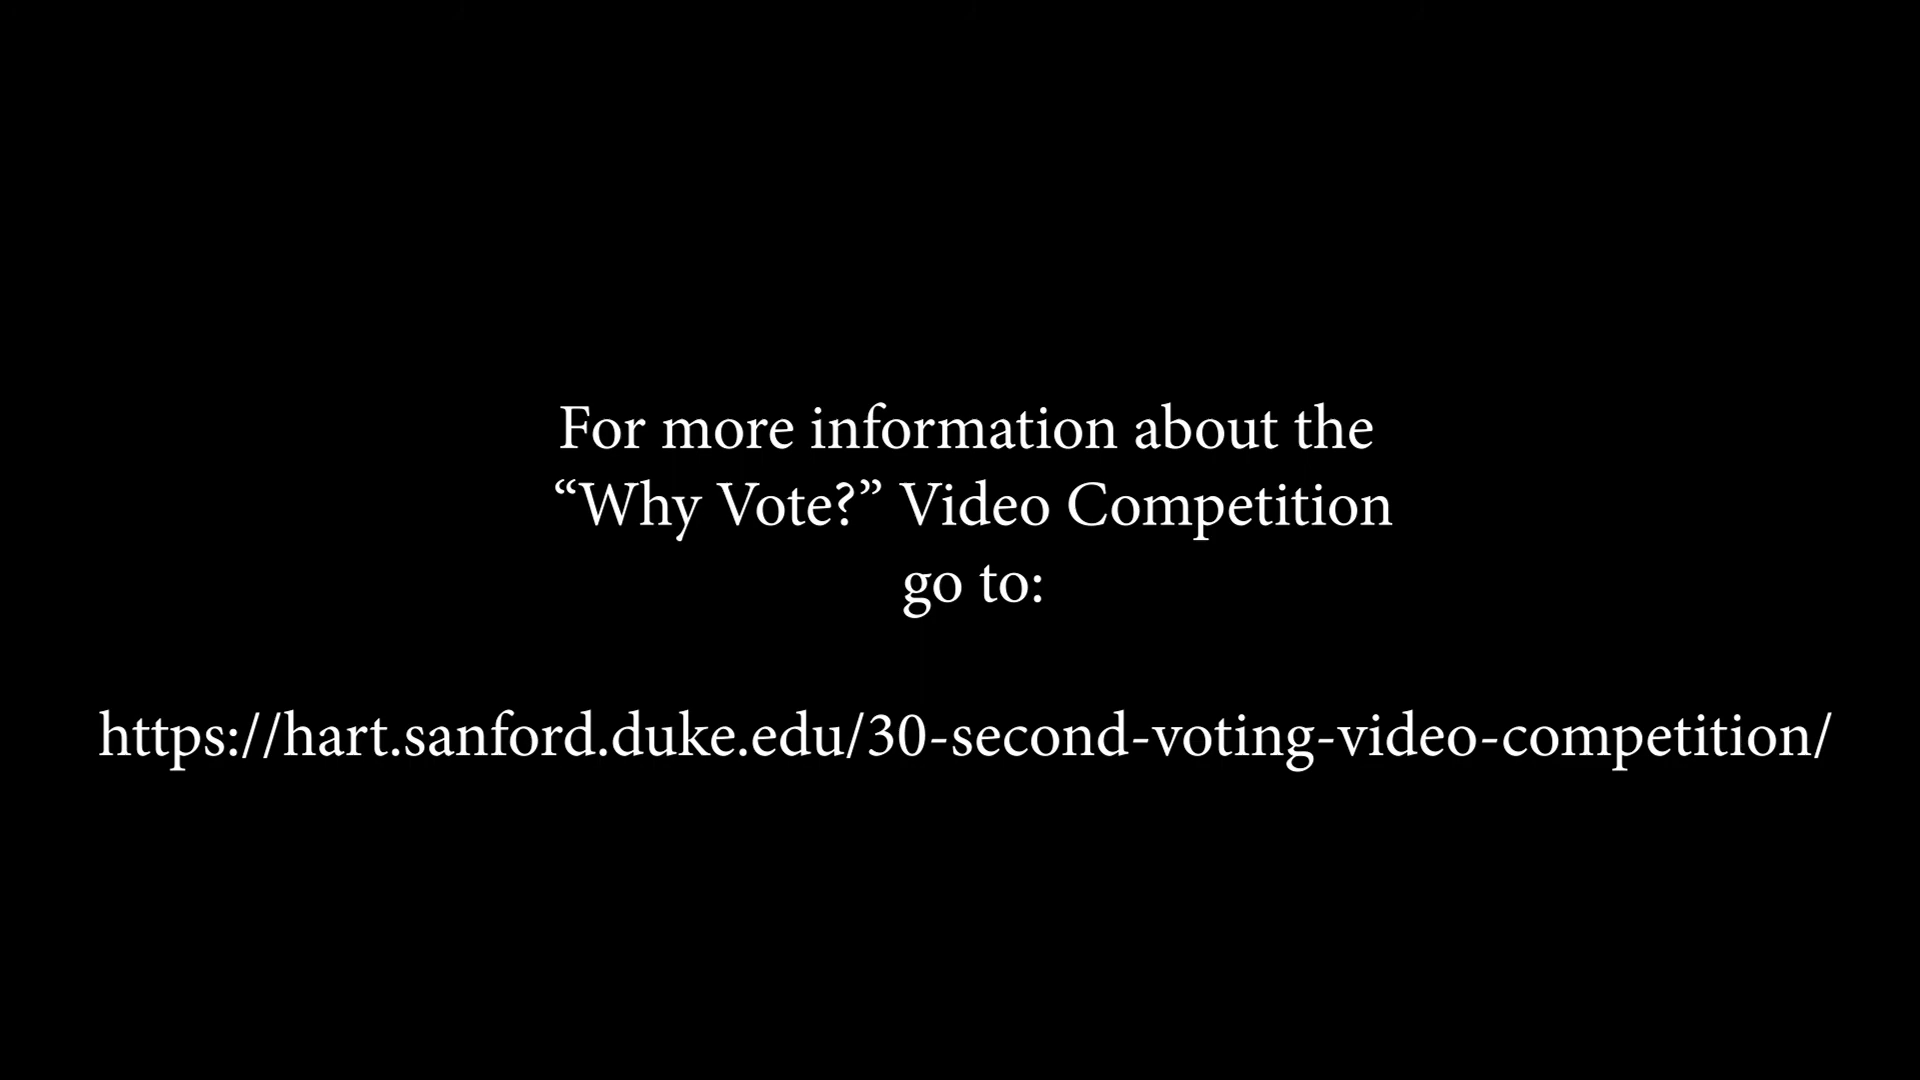 For more information about the
“Why Vote?” Video Competition
go to:
https://hart.sanford.duke.edu/30-second-voting-video-competition/